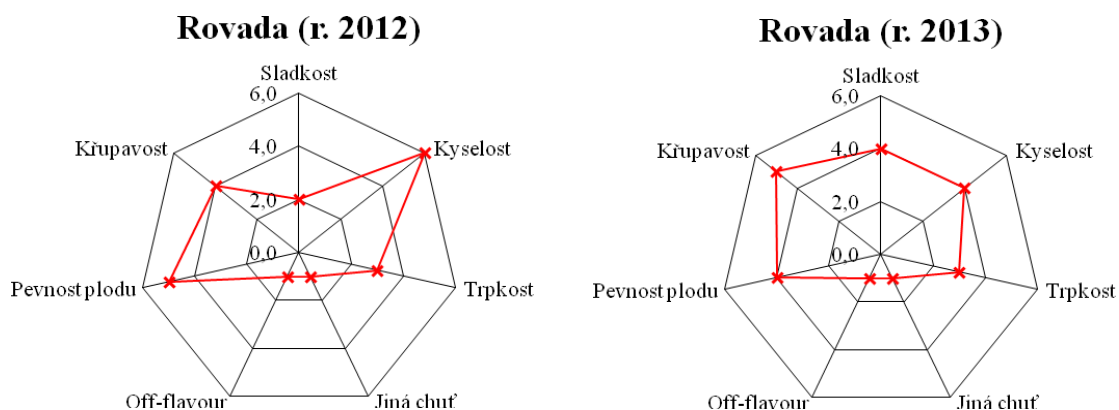 Rovada (r. 2012)
Sladkost
6,0
4,0
2,0
0,0
Kyselost
Trpkost
Jiná chuť
Off-flavour
Pevnost plodu
Křupavost
Rovada (r. 2013)
Sladkost
6,0
4,0
2,0
0,0
Kyselost
Trpkost
Jiná chuť
Off-flavour
Pevnost plodu
Křupavost